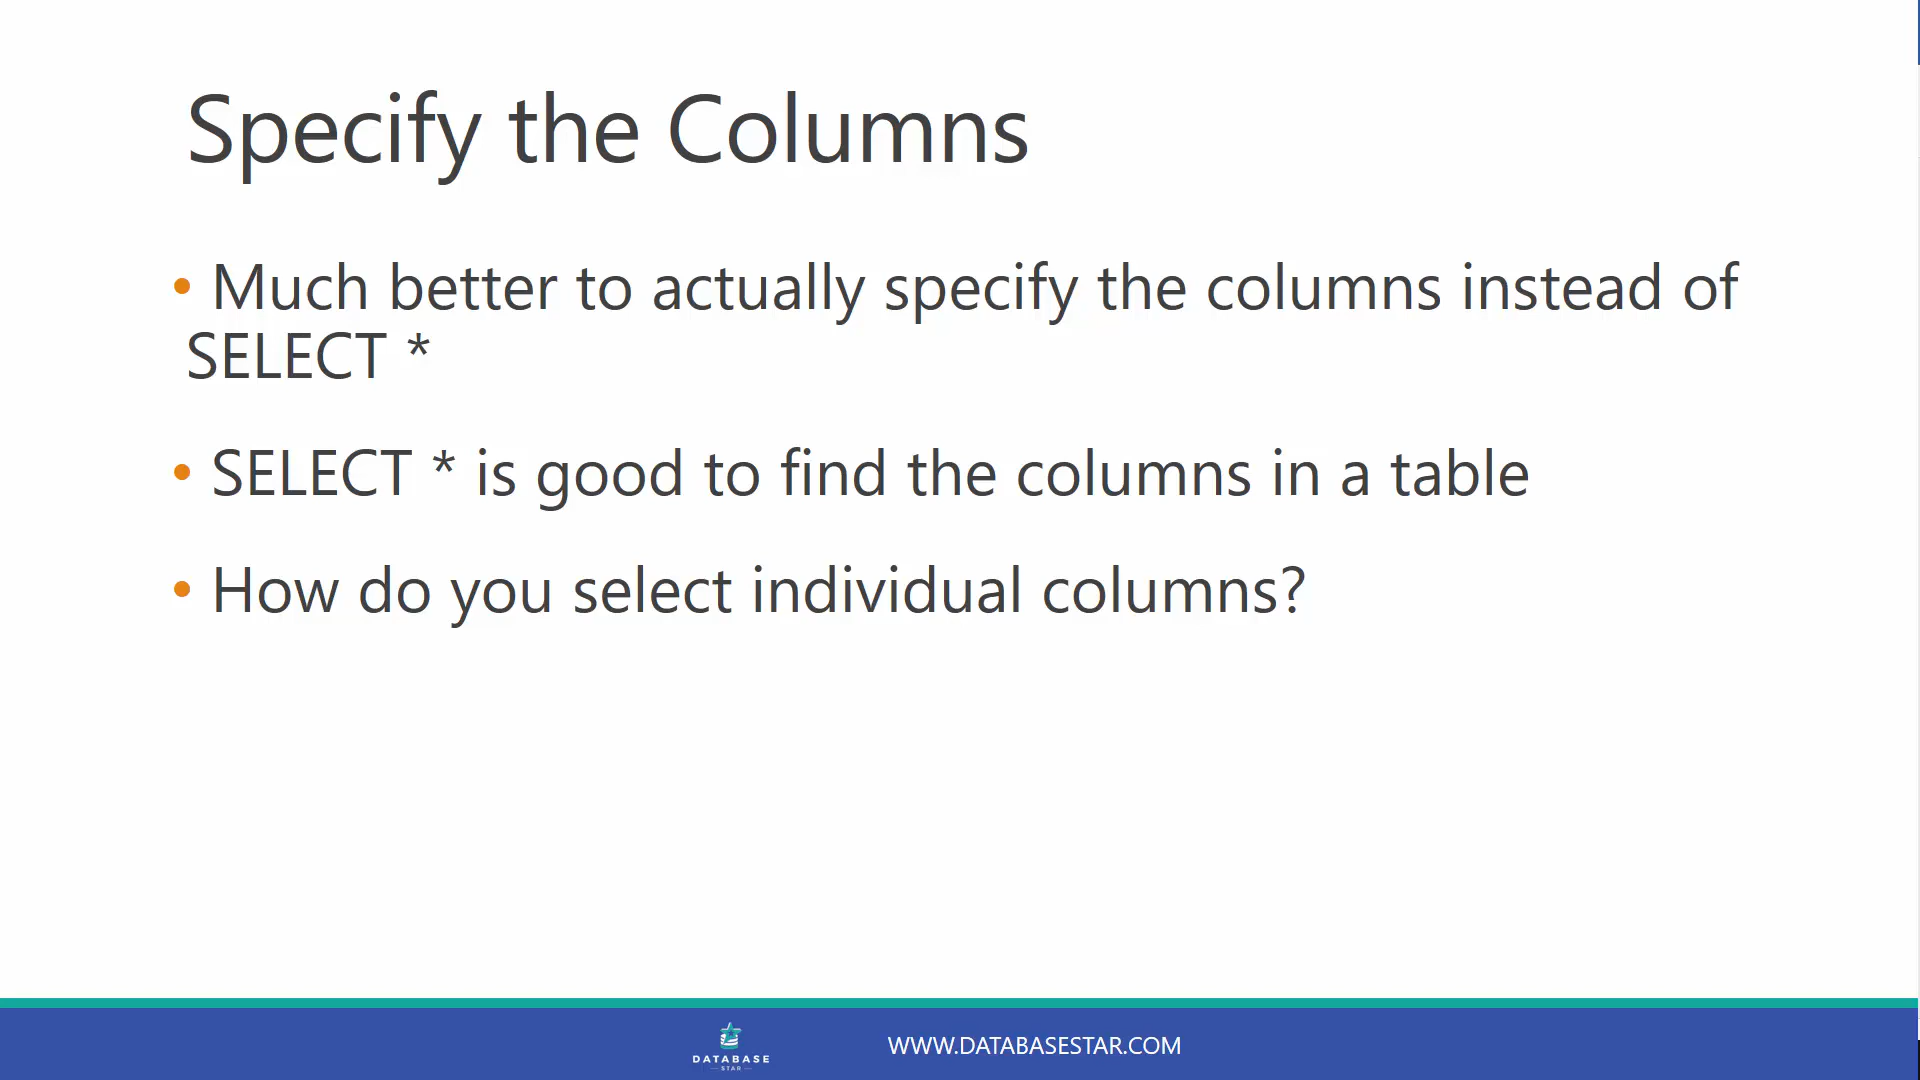 Specify the Columns
• Much better to actually specify the columns instead of
SELECT *
• SELECT * is good to find the columns in a table
• How do you select individual columns?
DATABASE
STAR
WWW.DATABASESTAR.COM